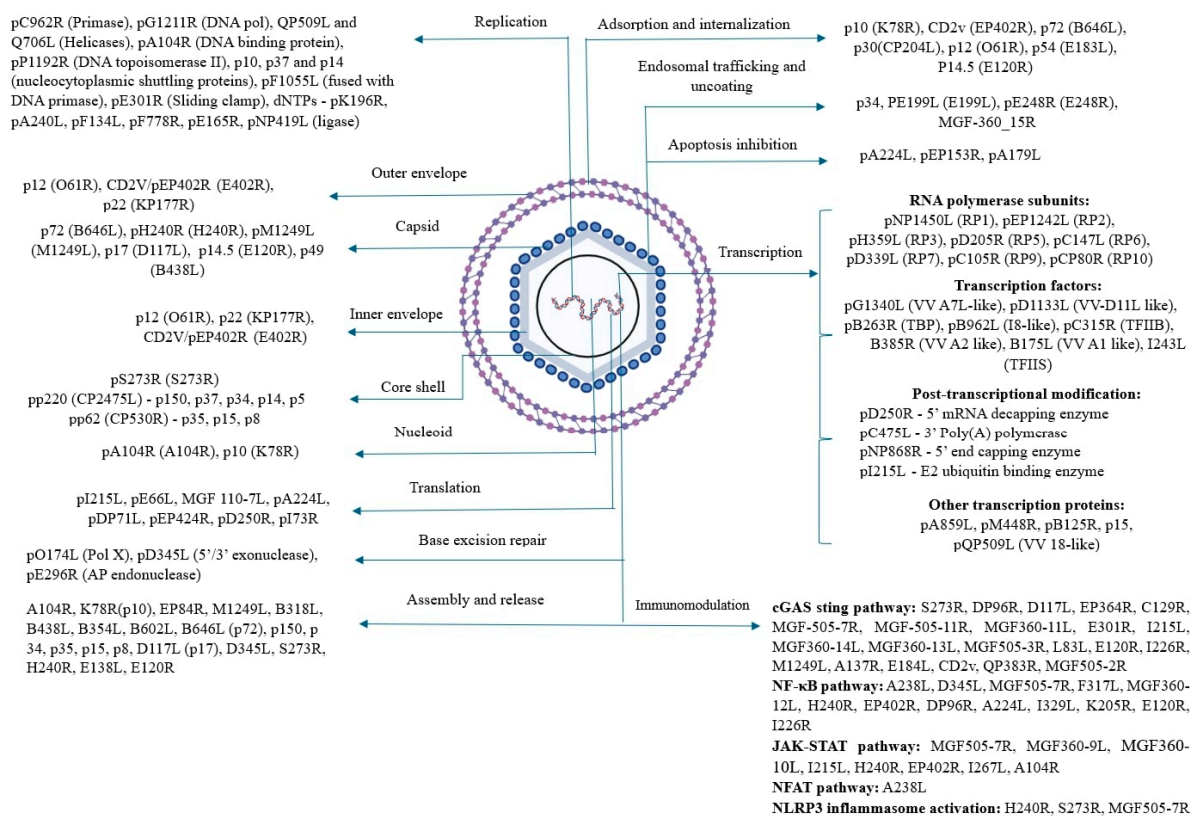 pC962R (Primase), pG1211R (DNA pol), QP509L and
Q706L (Helicases), pA104R (DNA binding protein),
pP1192R (DNA topoisomerase II), p10, p37 and p14
(nucleocytoplasmic shuttling proteins), pF1055L (fused with
DNA primase), pE301R (Sliding clamp), dNTPs - pK196R,
pA240L, pF134L, pF778R, pE165R, pNP419L (ligase)
Replication
Adsorption and internalization
p10 (K78R), CD2v (EP402R), p72 (B646L)
p30(CP204L), p12 (O61R), p54 (E183L),
P14.5 (E120R)
Endosomal trafficking and
uncoating
p34, PE199L (E199L), pE248R (E248R),
MGF-360_15R
Apoptosis inhibition
pA224L, pEP153R, pA179L
Outer envelope
p12 (O61R), CD2V/pEP402R (E402R),
p22 (KP177R)
Capsid
p72 (B646L), pH240R (H240R), pM1249L
(M1249L), p17 (D117L), p14.5 (E120R), p49
(B438L)
Inner envelope
p12 (O61R), p22 (KP177R),
CD2V/pEP402R (E402R)
Core shell
pS273R (S273R)
pp220 (CP2475L) - p150, p37, p34, p14, p5
pp62 (CP530R) - p35, p15, p8
Nucleoid
pA104R (A104R), p10 (K78R)
Translation
pI215L, pE66L, MGF 110-7L, pA224L,
pDP71L, pEP424R, pD250R, pI73R
Base excision repair
pO174L (Pol X), pD345L (5’/3’ exonuclease),
pE296R (AP endonuclease)
Assembly and release
A104R, K78R(p10), EP84R, M1249L, B318L,
B438L, B354L, B602L, B646L (p72), p150, p
34, p35, p15, p8, D117L (p17), D345L, S273R,
H240R, E138L, E120R
Transcription
RNA polymerase subunits:
pNP1450L (RP1), pEP1242L (RP2),
pH359L (RP3), pD205R (RP5), pC147L (RP6),
pD339L (RP7), pC105R (RP9), pCP80R (RP10)
Transcription factors:
pG1340L (VV A7L-like), pD1133L (VV-D11L like),
pB263R (TBP), pB962L (I8-like), pC315R (TFIIB),
B385R (VV A2 like), B175L (VV A1 like), I243L
(TFIIS)
Post-transcriptional modification:
pD250R - 5’ mRNA decapping enzyme
pC475L - 3’ Poly(A) polymerase
pNP868R - 5’ end capping enzyme
pI215L - E2 ubiquitin binding enzyme
Other transcription proteins:
pA859L, pM448R, pB125R, p15,
pQP509L (VV 18-like)
Immunomodulation
cGAS sting pathway: S273R, DP96R, D117L, EP364R, C129R,
MGF-505-7R, MGF-505-11R, MGF360-11L, E301R, I215L,
MGF360-14L, MGF360-13L, MGF505-3R, L83L, E120R, I226R,
M1249L, A137R, E184L, CD2v, QP383R, MGF505-2R
NF-κB pathway: A238L, D345L, MGF505-7R, F317L, MGF360-
12L, H240R, EP402R, DP96R, A224L, I329L, K205R, E120R,
I226R
JAK-STAT pathway: MGF505-7R, MGF360-9L, MGF360-
10L, I215L, H240R, EP402R, I267L, A104R
NFAT pathway: A238L
NLRP3 inflammasome activation: H240R, S273R, MGF505-7R